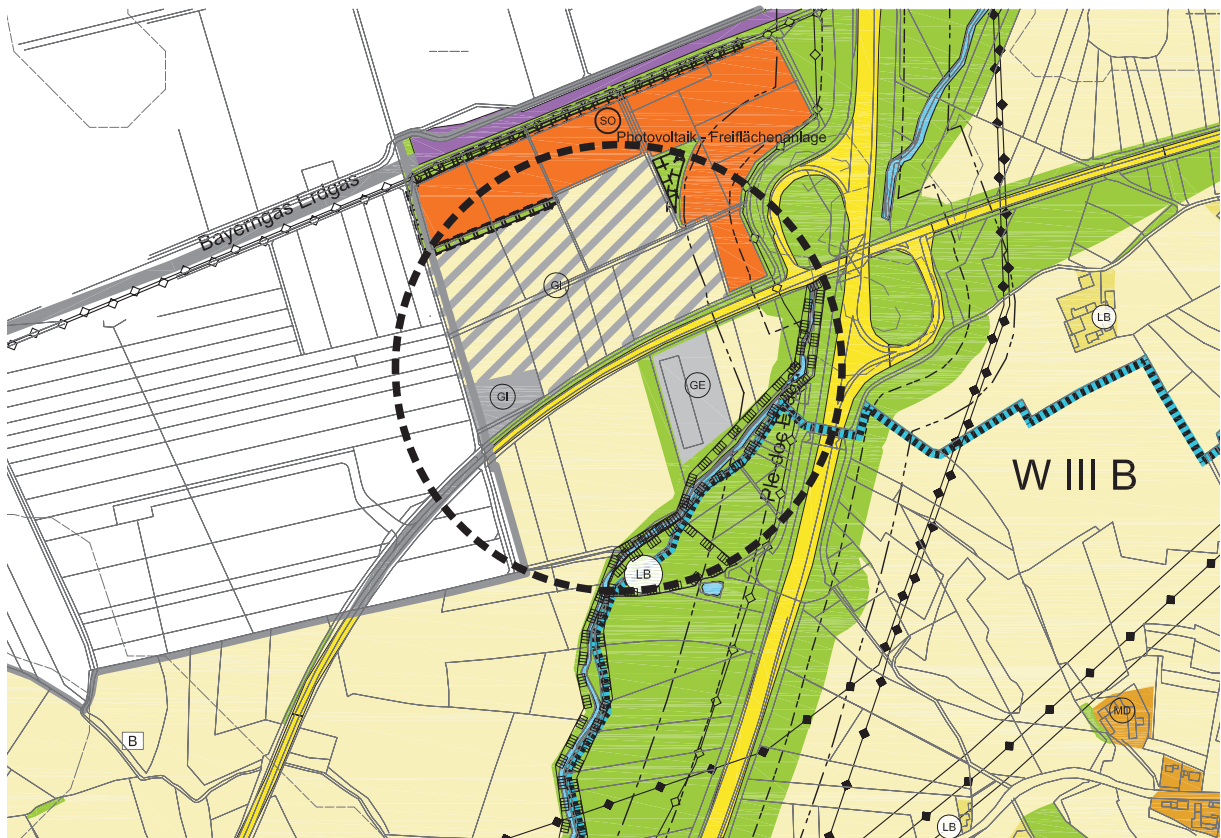 SO
Photovoltaik - Freiflächenanlage
Bayerngas Erdgas
GI
LB
GE
GI
W III B
LB
MD
B
LB